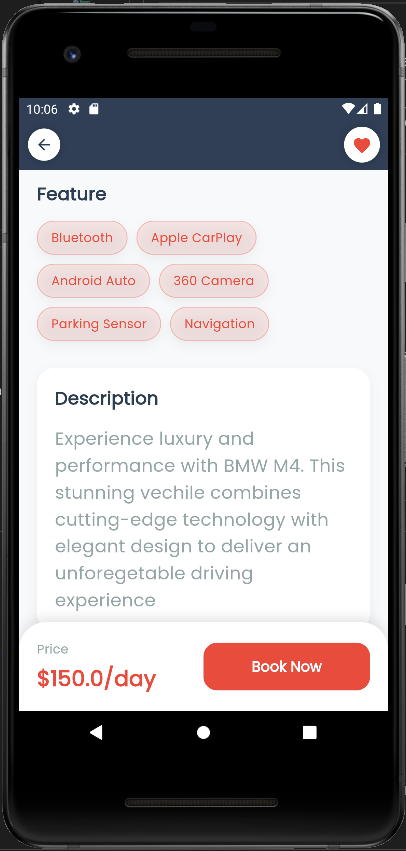 10:06
Feature
Bluetooth Apple CarPlay
Android Auto 360 Camera
Parking Sensor Navigation
Description
Experience luxury and
performance with BMW M4. This
stunning vechile combines
cutting-edge technology with
elegant design to deliver an
unforegetable driving
experience
Price
$150.0/day
Book Now